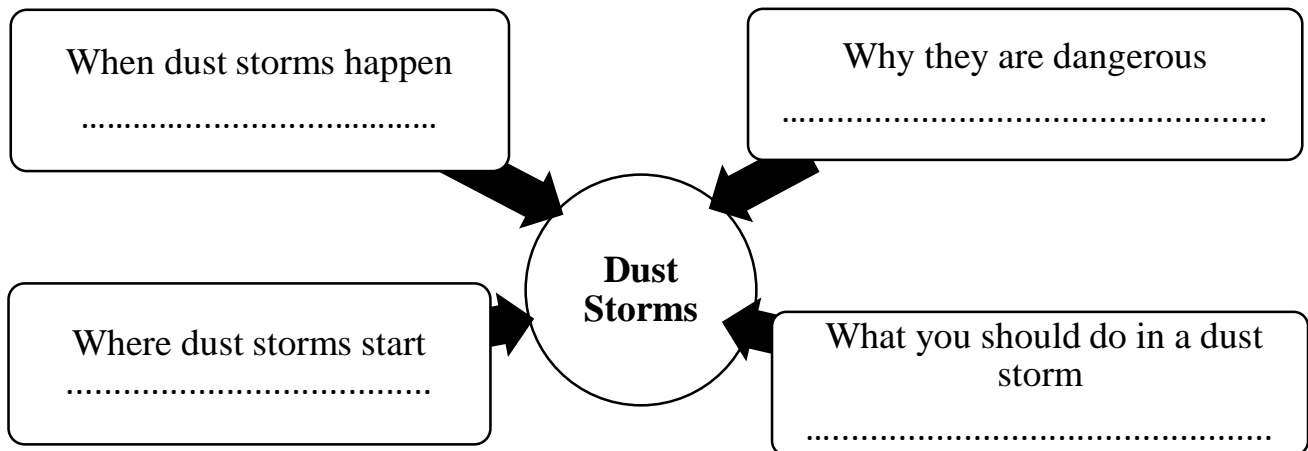 When dust storms happen
…………..………………..…………
Why they are dangerous
….…………………………………………….
Dust
Storms
Where dust storms start
……………………………………
What you should do in a dust
storm
….…………………………………………….